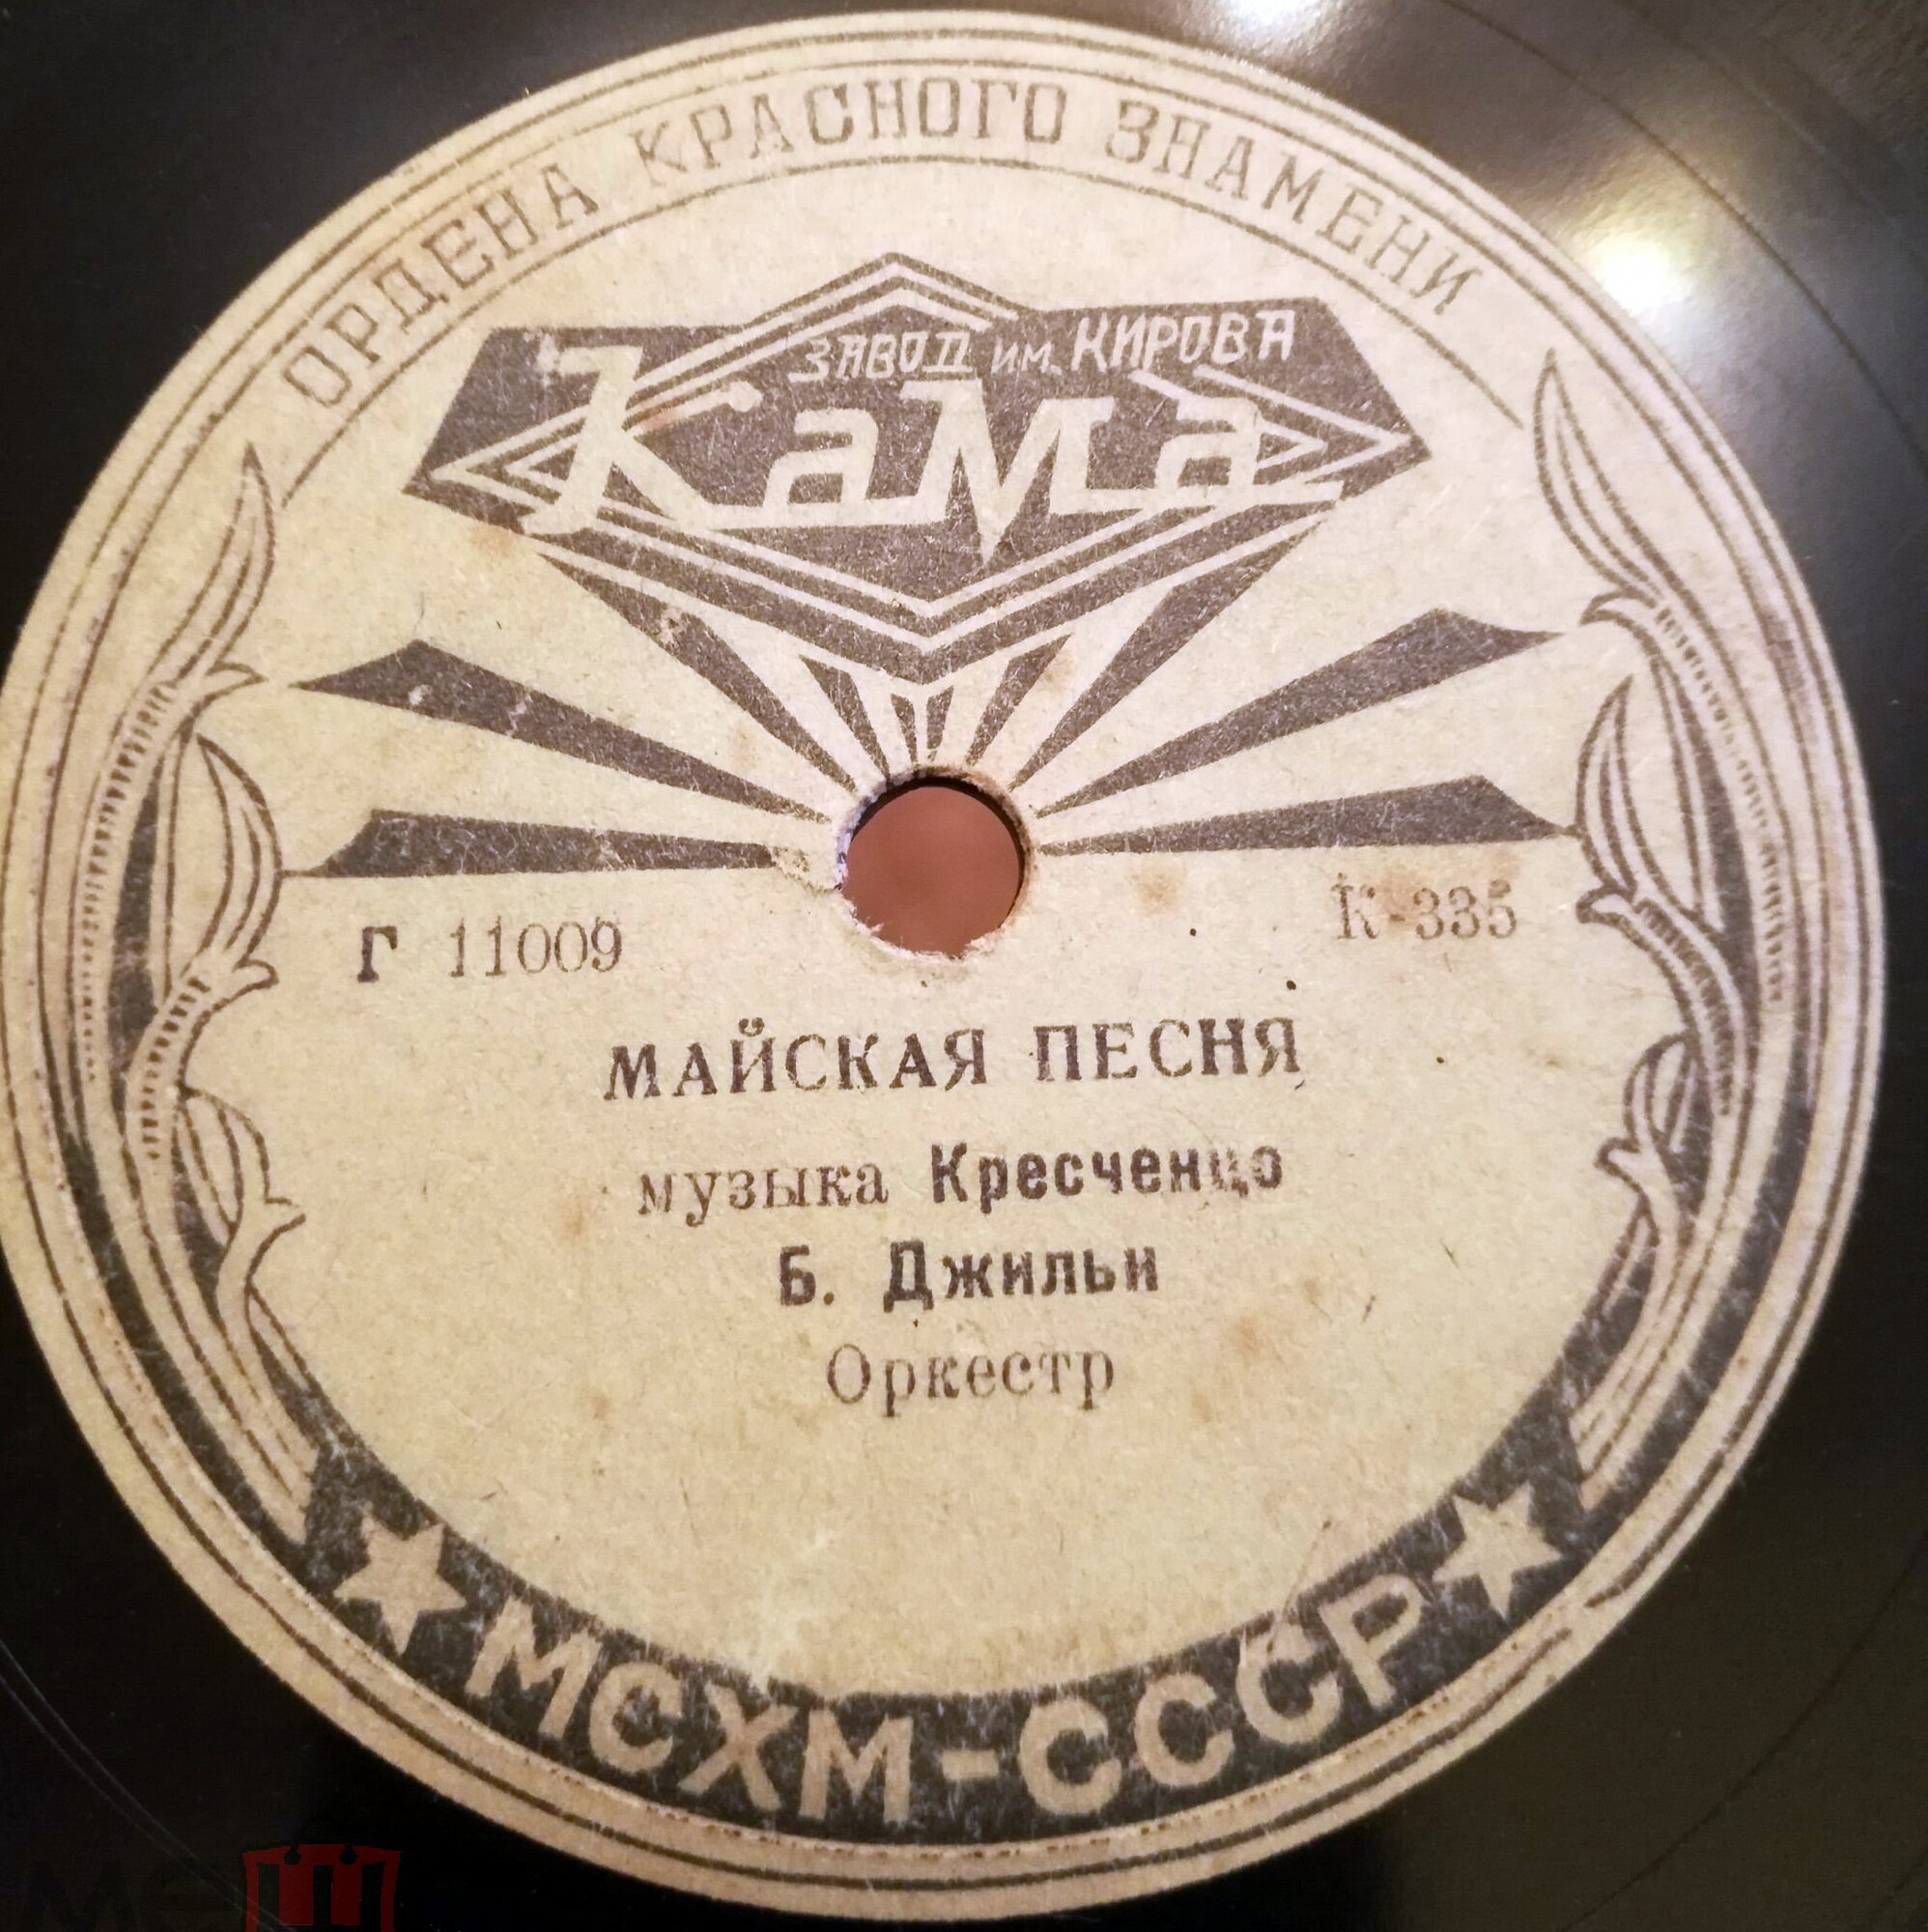 ОРДЕНА КРАСНОГО ЗНАМЕНИ
ЗАВОД им. КИРОВА
Кама
Г 11009
К-335
МАЙСКАЯ ПЕСНЯ
музыка Кресченцо
Б. Джильи
Оркестр
МСХМ-СССР